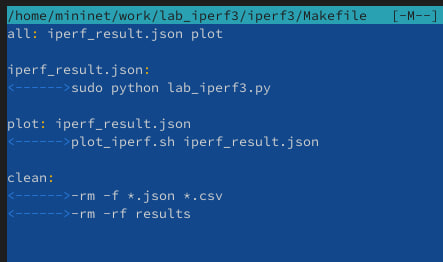 /home/mininet/work/lab_iperf3/iperf3/Makefile   [-M--]
all: iperf_result.json plot

iperf_result.json:
<------>sudo python lab_iperf3.py

plot: iperf_result.json
<------>plot_iperf.sh iperf_result.json

clean:
<------>-rm -f *.json *.csv
<------>-rm -rf results